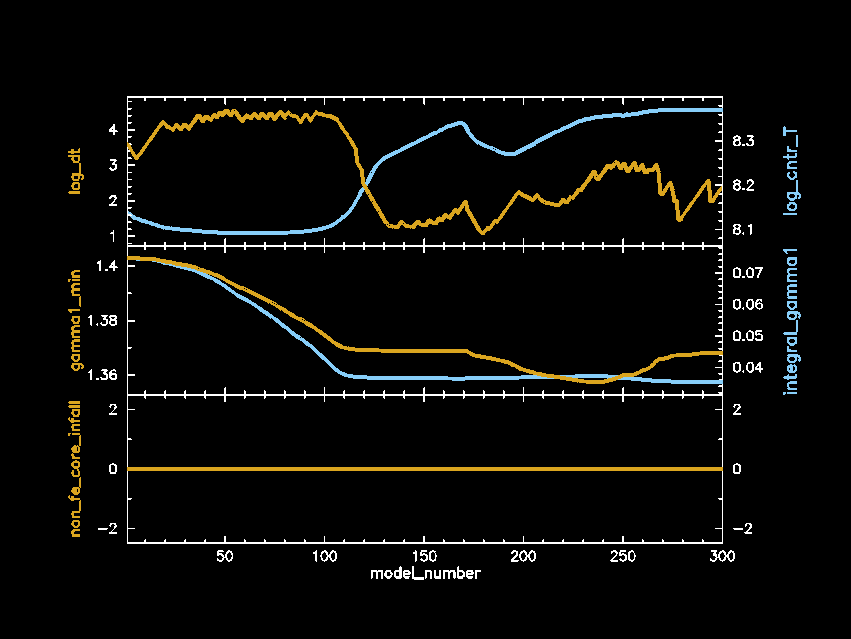 log_dt
4
3
2
1
8.3
8.2
8.1
log_cntr_T
gamma1_min
1.4
1.38
1.36
0.07
0.06
0.05
0.04
integral_gamma1
non_fe_core_infall
2
0
−2
2
0
−2
50 100 150 200 250 300
model_number